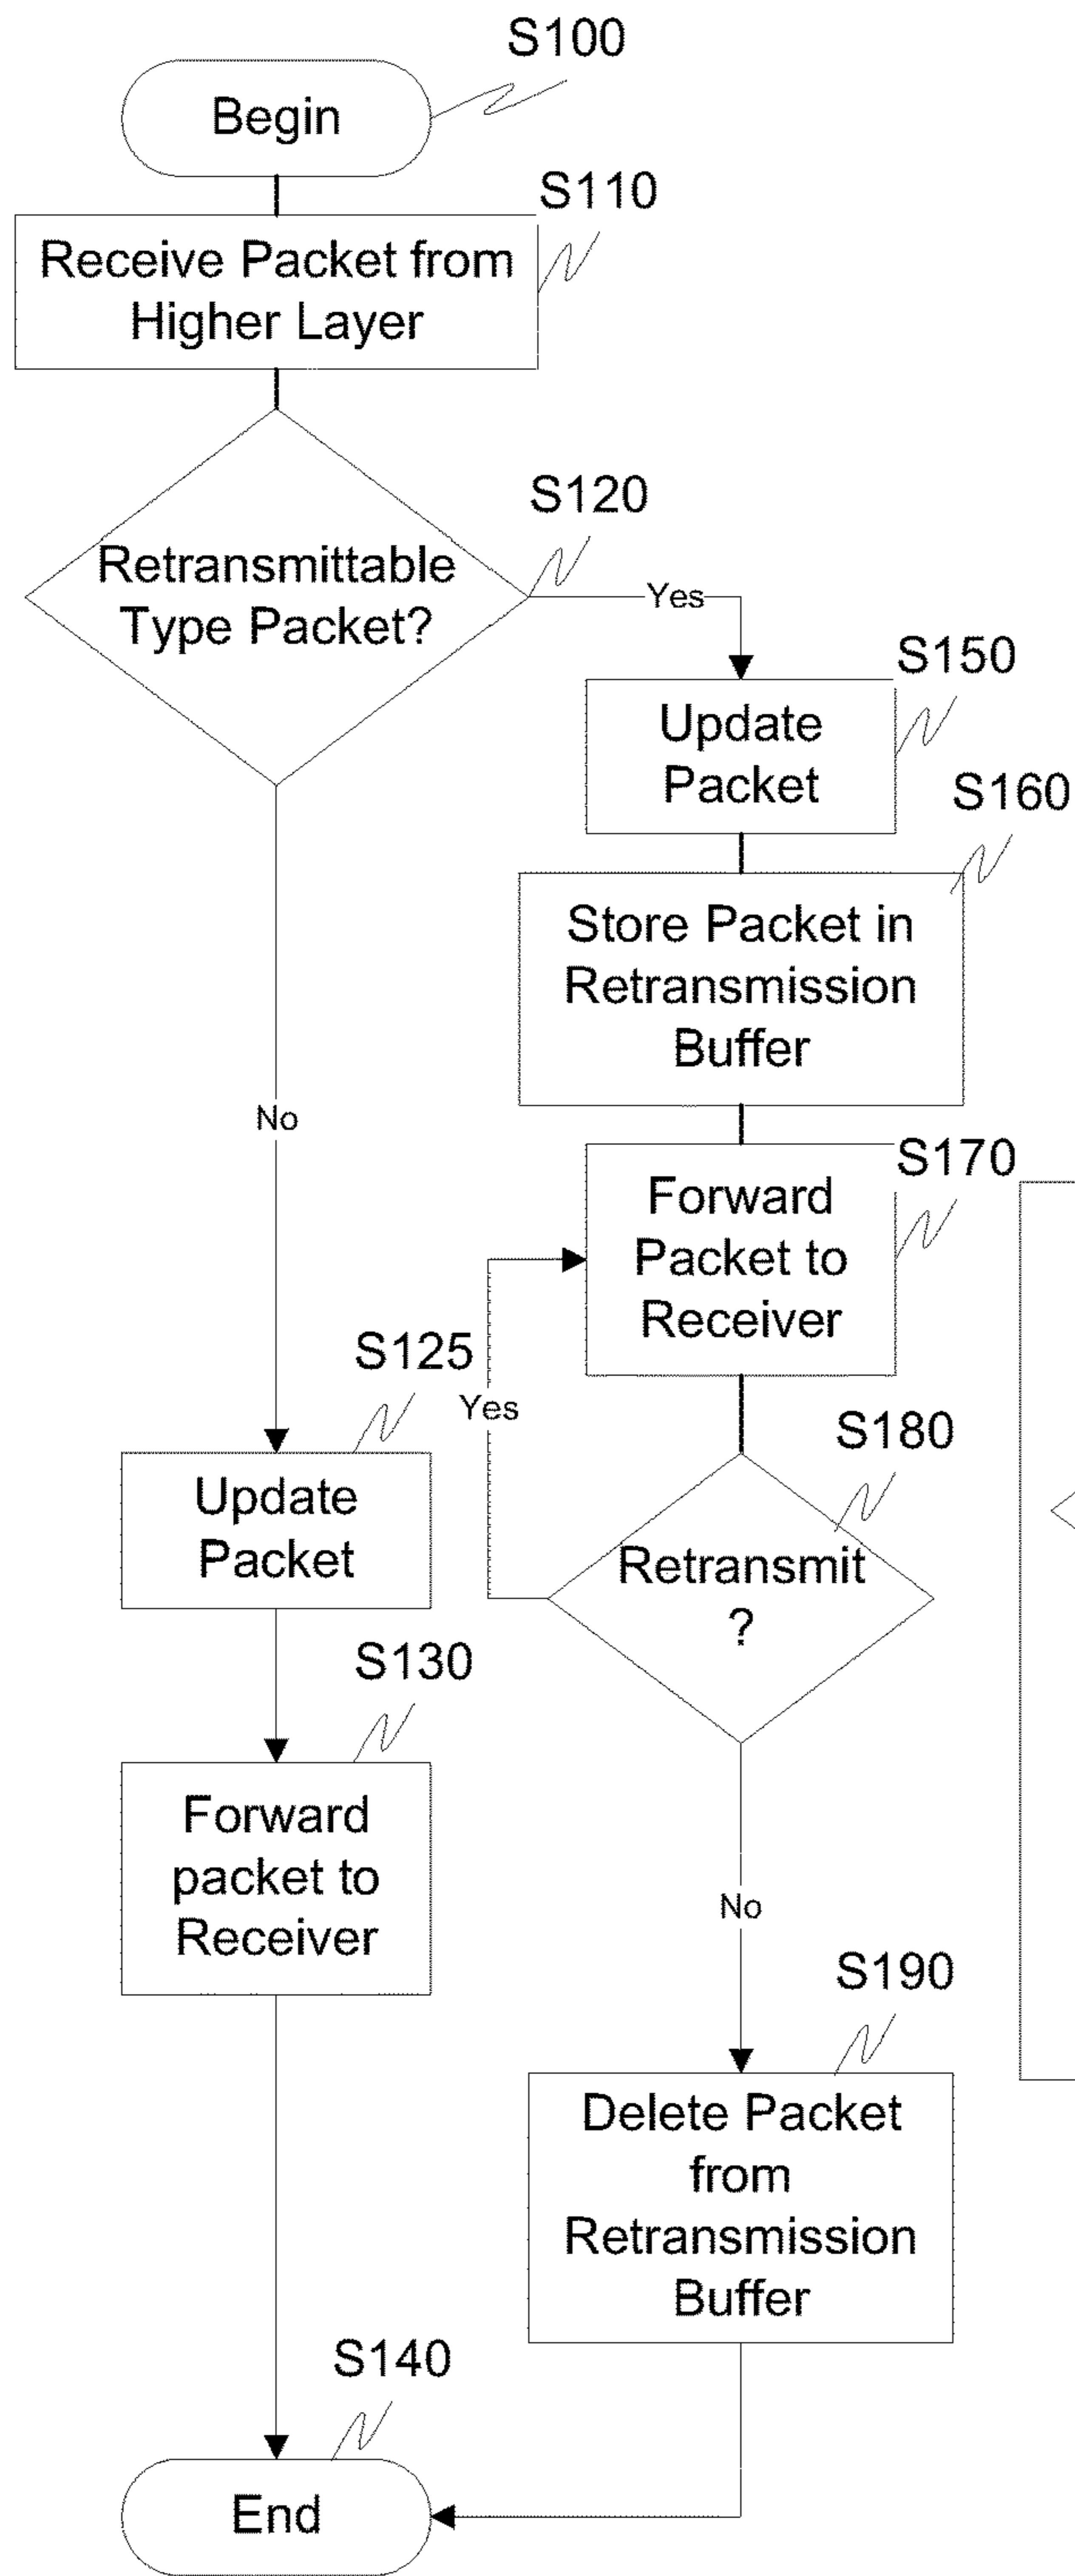 S100
Begin
S110
Receive Packet from
Higher Layer
S120
Retransmittable
Type Packet?
Yes
S150
Update
Packet
S160
Store Packet in
Retransmission
Buffer
No
S170
Forward
Packet to
Receiver
S125
Yes
Update
Packet
S180
Retransmit
?
S130
Forward
packet to
Receiver
No
S190
Delete Packet
from
Retransmission
Buffer
S140
End